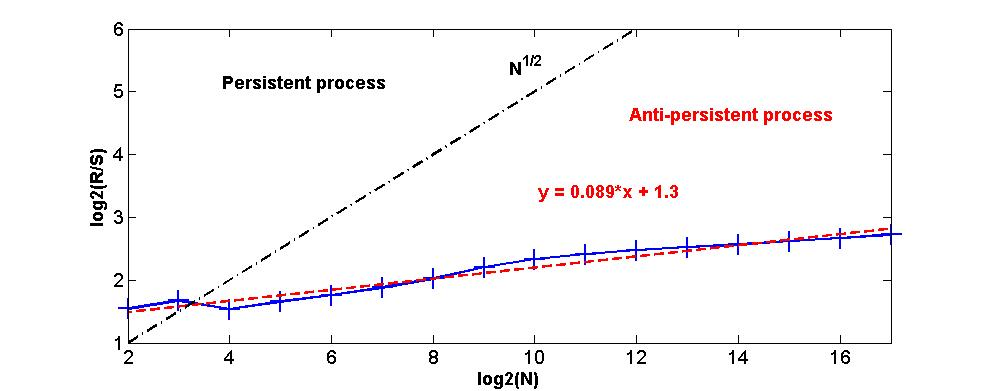 6
N^1/2
Persistent process
5
Anti-persistent process
4
log2(R/S)
y = 0.089*x + 1.3
3
2
1
2 4 6 8 10 12 14 16
log2(N)